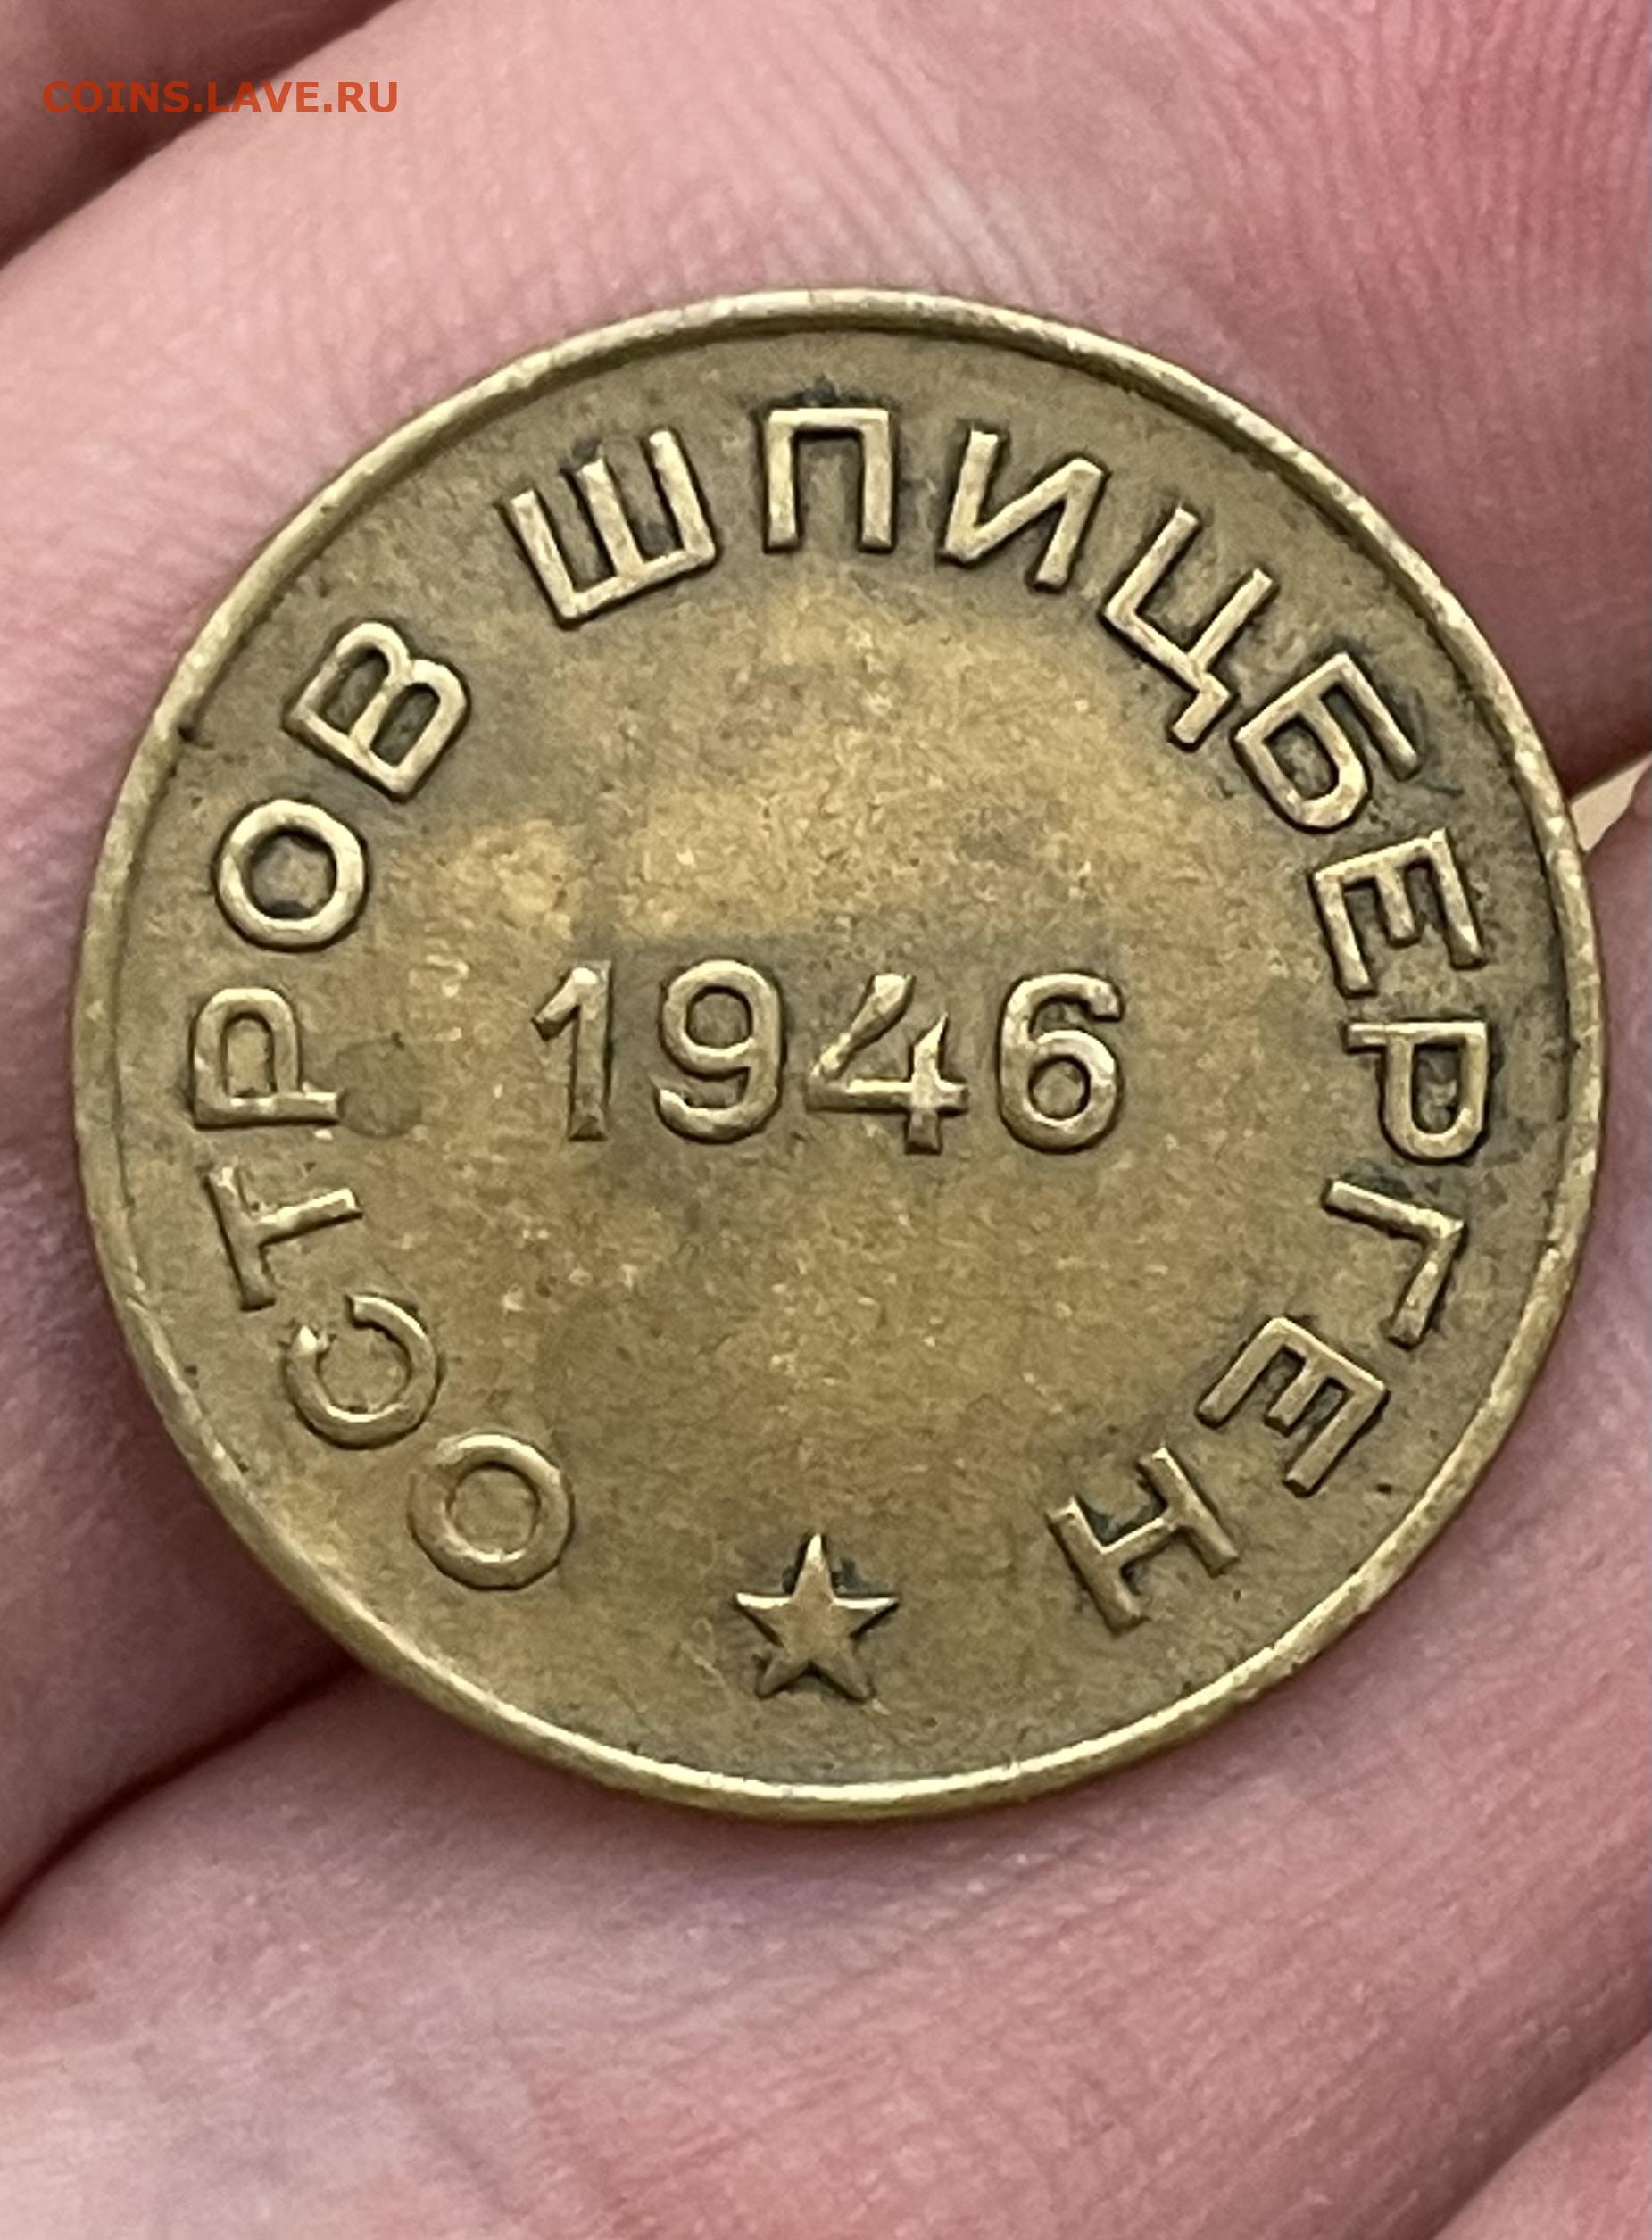 COINS.LAVE.RU
ОСТРОВ ШПИЦБЕРГЕН
1946